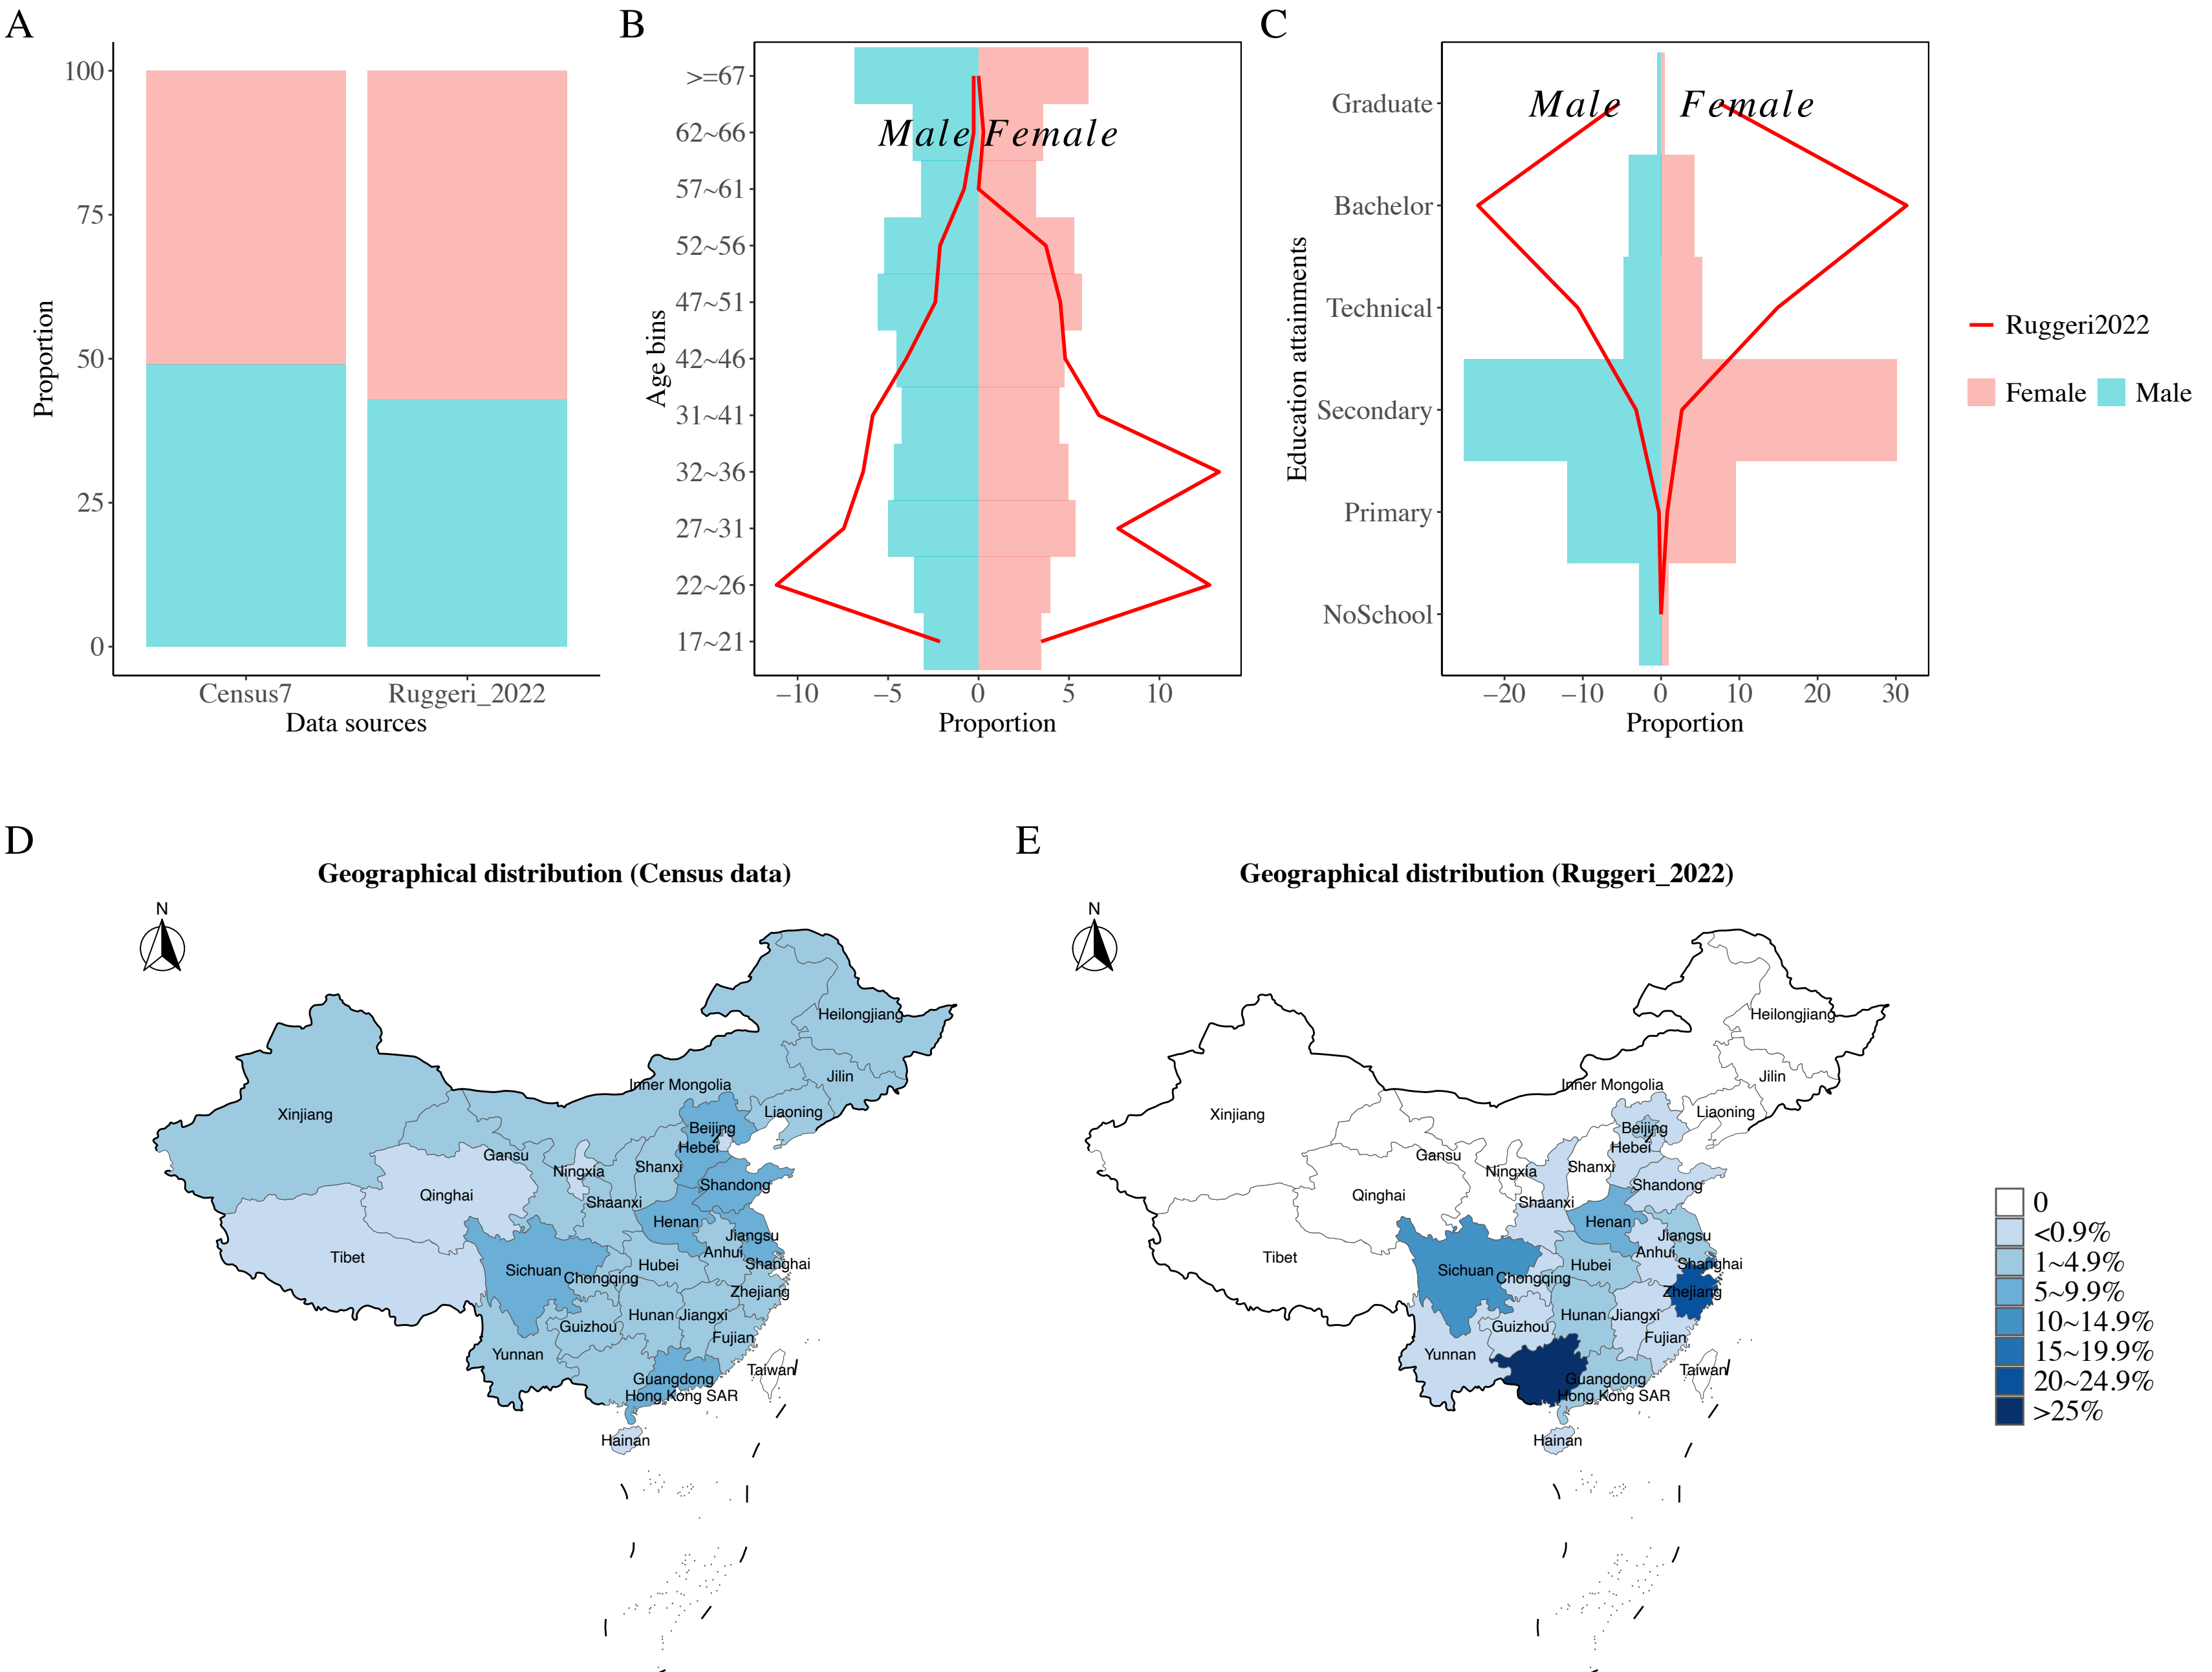 A
Proportion
100
75
50
25
0
Census7
Ruggeri_2022
Data sources
B
Age bins
>=67
62~66
57~61
52~56
47~51
42~46
31~41
32~36
27~31
22~26
17~21
Male
Female
−10
−5
0
5
10
Proportion
C
Education attainments
Graduate
Bachelor
Technical
Secondary
Primary
NoSchool
Male
Female
−20
−10
0
10
20
30
Proportion
Ruggeri2022
Female
Male
D
Geographical distribution (Census data)
N
Heilongjiang
Jilin
Inner Mongolia
Liaoning
Xinjiang
Beijing
Hebei
Gansu
Shanxi
Ningxia
Shandong
Qinghai
Shaanxi
Henan
Jiangsu
Anhui
Tibet
Shanghai
Hubei
Sichuan
Chongqing
Zhejiang
Hunan
Jiangxi
Guizhou
Fujian
Yunnan
Taiwan
Guangdong
Hong Kong SAR
Hainan
E
Geographical distribution (Ruggeri_2022)
N
Heilongjiang
Jilin
Inner Mongolia
Liaoning
Xinjiang
Beijing
Hebei
Gansu
Shanxi
Ningxia
Shandong
Qinghai
Shaanxi
Henan
Jiangsu
Anhui
Tibet
Shanghai
Hubei
Sichuan
Chongqing
Zhejiang
Hunan
Jiangxi
Guizhou
Fujian
Yunnan
Taiwan
Guangdong
Hong Kong SAR
Hainan
0
<0.9%
1~4.9%
5~9.9%
10~14.9%
15~19.9%
20~24.9%
>25%